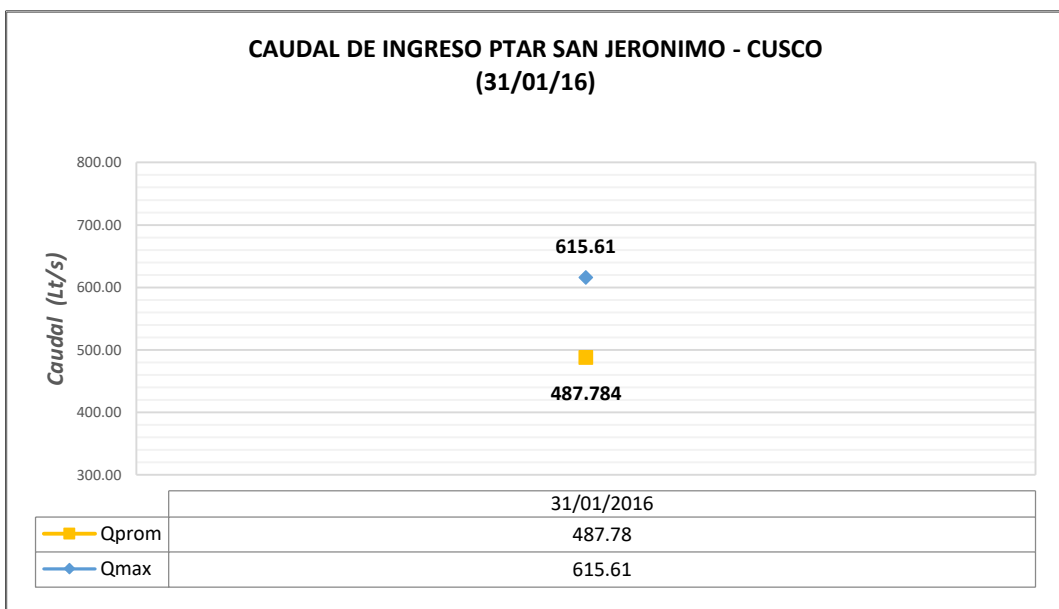 CAUDAL DE INGRESO PTAR SAN JERONIMO - CUSCO
(31/01/16)
800.00
700.00
600.00
500.00
400.00
300.00
Caudal (Lt/s)
615.61
487.784
31/01/2016
Qprom 487.78
Qmax 615.61